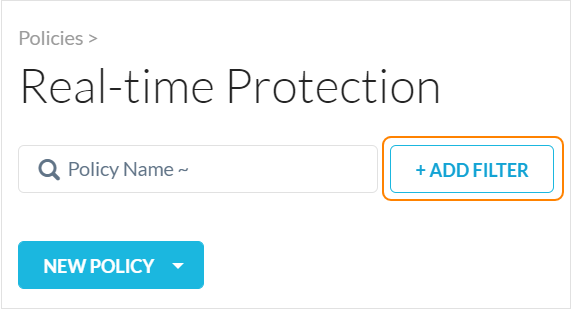 Policies >
Real-time Protection
Policy Name ~
+ ADD FILTER
NEW POLICY